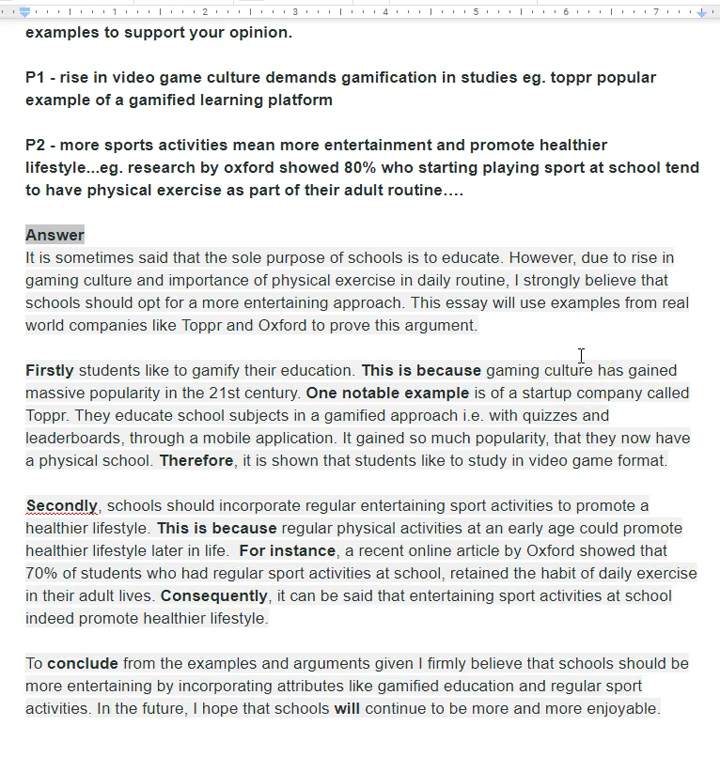 1 2 3 4 5 6 7
examples to support your opinion.
P1 - rise in video game culture demands gamification in studies eg. toppr popular
example of a gamified learning platform
P2 - more sports activities mean more entertainment and promote healthier
lifestyle...eg. research by oxford showed 80% who starting playing sport at school tend
to have physical exercise as part of their adult routine....
Answer
It is sometimes said that the sole purpose of schools is to educate. However, due to rise in
gaming culture and importance of physical exercise in daily routine, I strongly believe that
schools should opt for a more entertaining approach. This essay will use examples from real
world companies like Toppr and Oxford to prove this argument.
Firstly students like to gamify their education. This is because gaming culture has gained
massive popularity in the 21st century. One notable example is of a startup company called
Toppr. They educate school subjects in a gamified approach i.e. with quizzes and
leaderboards, through a mobile application. It gained so much popularity, that they now have
a physical school. Therefore, it is shown that students like to study in video game format.
Secondly, schools should incorporate regular entertaining sport activities to promote a
healthier lifestyle. This is because regular physical activities at an early age could promote
healthier lifestyle later in life. For instance, a recent online article by Oxford showed that
70% of students who had regular sport activities at school, retained the habit of daily exercise
in their adult lives. Consequently, it can be said that entertaining sport activities at school
indeed promote healthier lifestyle.
To conclude from the examples and arguments given I firmly believe that schools should be
more entertaining by incorporating attributes like gamified education and regular sport
activities. In the future, I hope that schools will continue to be more and more enjoyable.